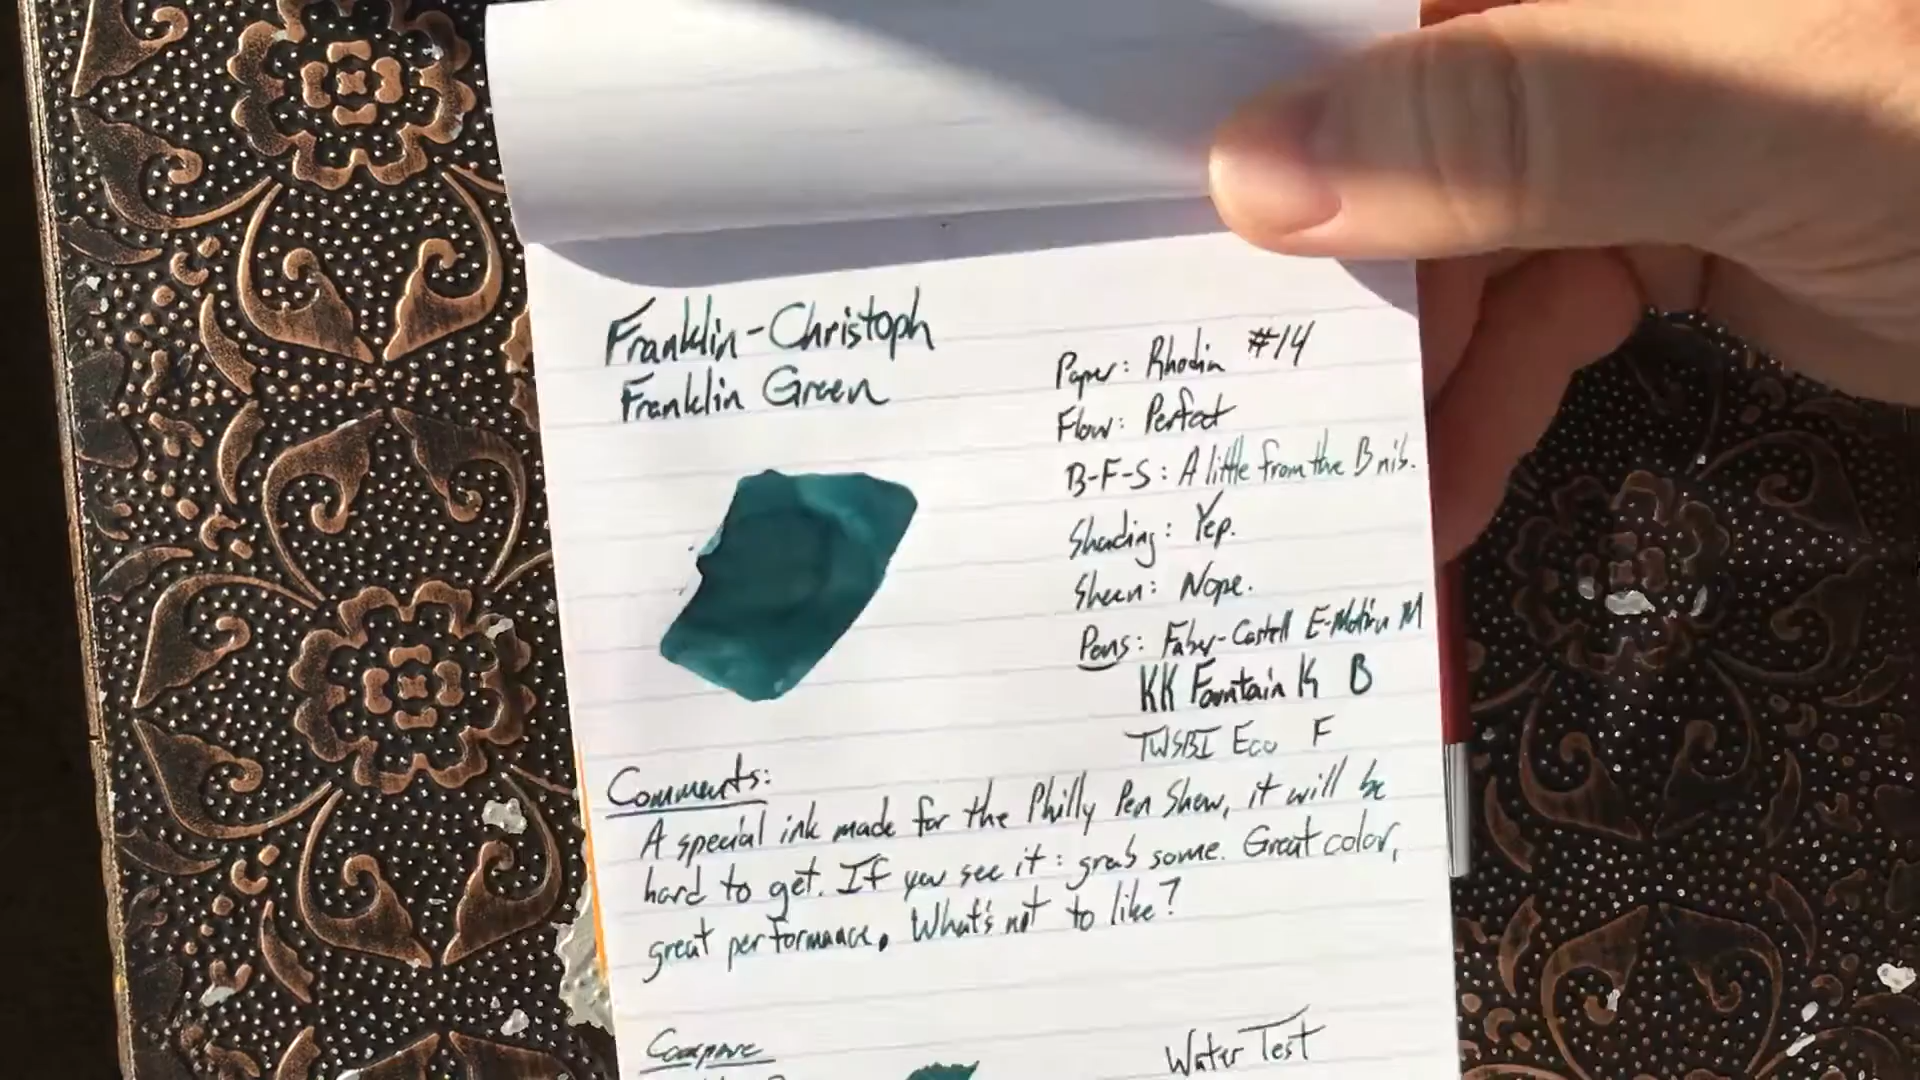 Franklin-Christoph
Franklin Green
Paper: Rhodia #14
Flow: Perfect
B-F-S: A little from the B nib.
Shading: Yep.
Sheen: Nope.
Pens: Faber-Castell E-Motion M
KK Fountain K B
TWSBI Eco F
Comments:
A special ink made for the Philly Pen Show, it will be
hard to get. If you see it: grab some. Great color,
great performance. What's not to like?
Compare
Water Test